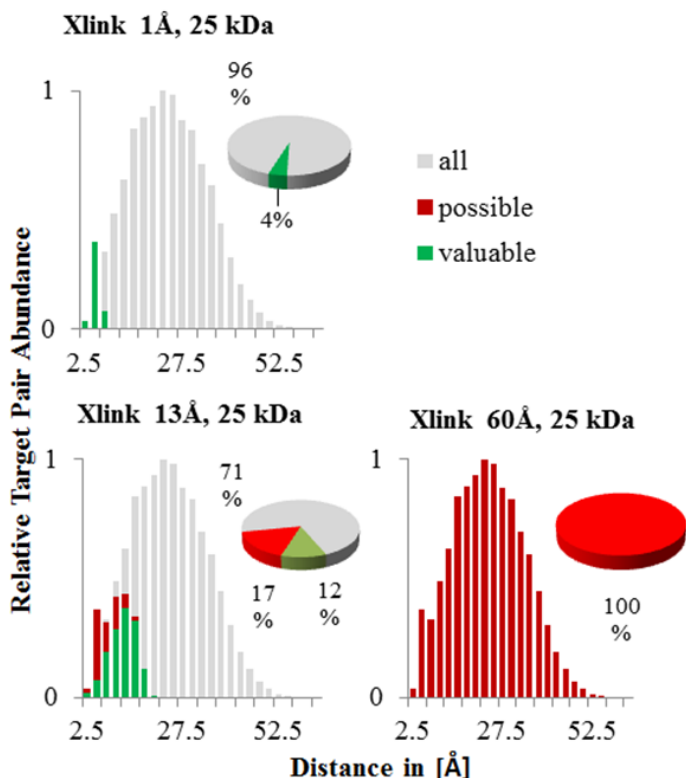 Xlink 1Å, 25 kDa
96
%
1
0
4%
2.5 27.5 52.5
all
possible
valuable
Relative Target Pair Abundance
Xlink 13Å, 25 kDa
71
%
1
0
17
%
12
%
2.5 27.5 52.5
Xlink 60Å, 25 kDa
1
0
100
%
2.5 27.5 52.5
Distance in [Å]